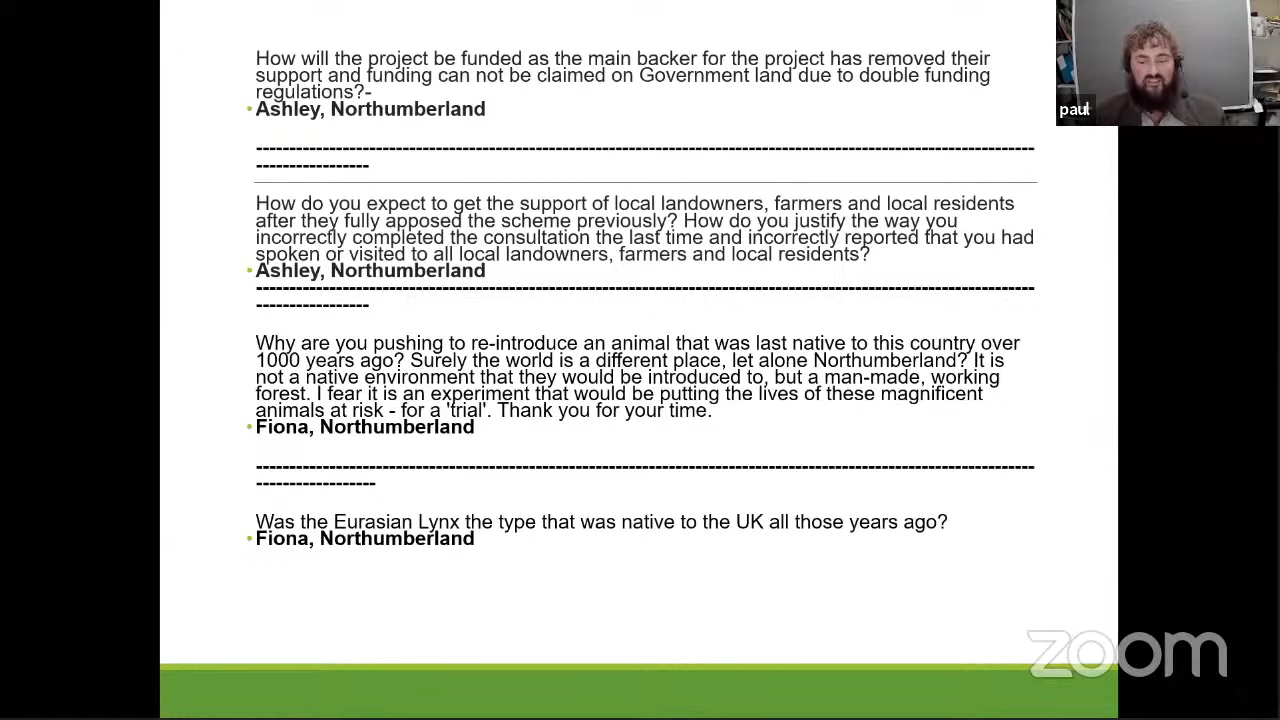 How will the project be funded as the main backer for the project has removed their
support and funding can not be claimed on Government land due to double funding
regulations?-
• Ashley, Northumberland
---------------------------------------------------------------------------------------------------------------------
-----------------
How do you expect to get the support of local landowners, farmers and local residents
after they fully apposed the scheme previously? How do you justify the way you
incorrectly completed the consultation the last time and incorrectly reported that you had
spoken or visited to all local landowners, farmers and local residents?
• Ashley, Northumberland
---------------------------------------------------------------------------------------------------------------------
-----------------
Why are you pushing to re-introduce an animal that was last native to this country over
1000 years ago? Surely the world is a different place, let alone Northumberland? It is
not a native environment that they would be introduced to, but a man-made, working
forest. I fear it is an experiment that would be putting the lives of these magnificent
animals at risk - for a 'trial'. Thank you for your time.
• Fiona, Northumberland
---------------------------------------------------------------------------------------------------------------------
------------------
Was the Eurasian Lynx the type that was native to the UK all those years ago?
• Fiona, Northumberland
paul
zoom